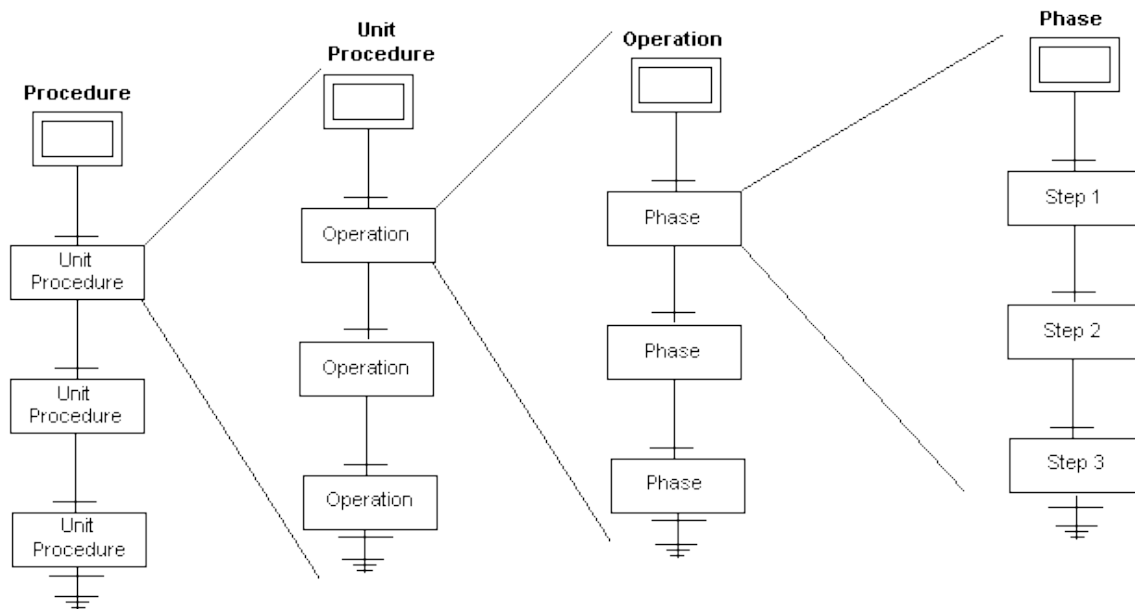 Procedure
Unit
Procedure
Unit
Procedure
Unit
Procedure
Unit
Procedure
Operation
Operation
Operation
Operation
Phase
Phase
Phase
Phase
Step 1
Step 2
Step 3